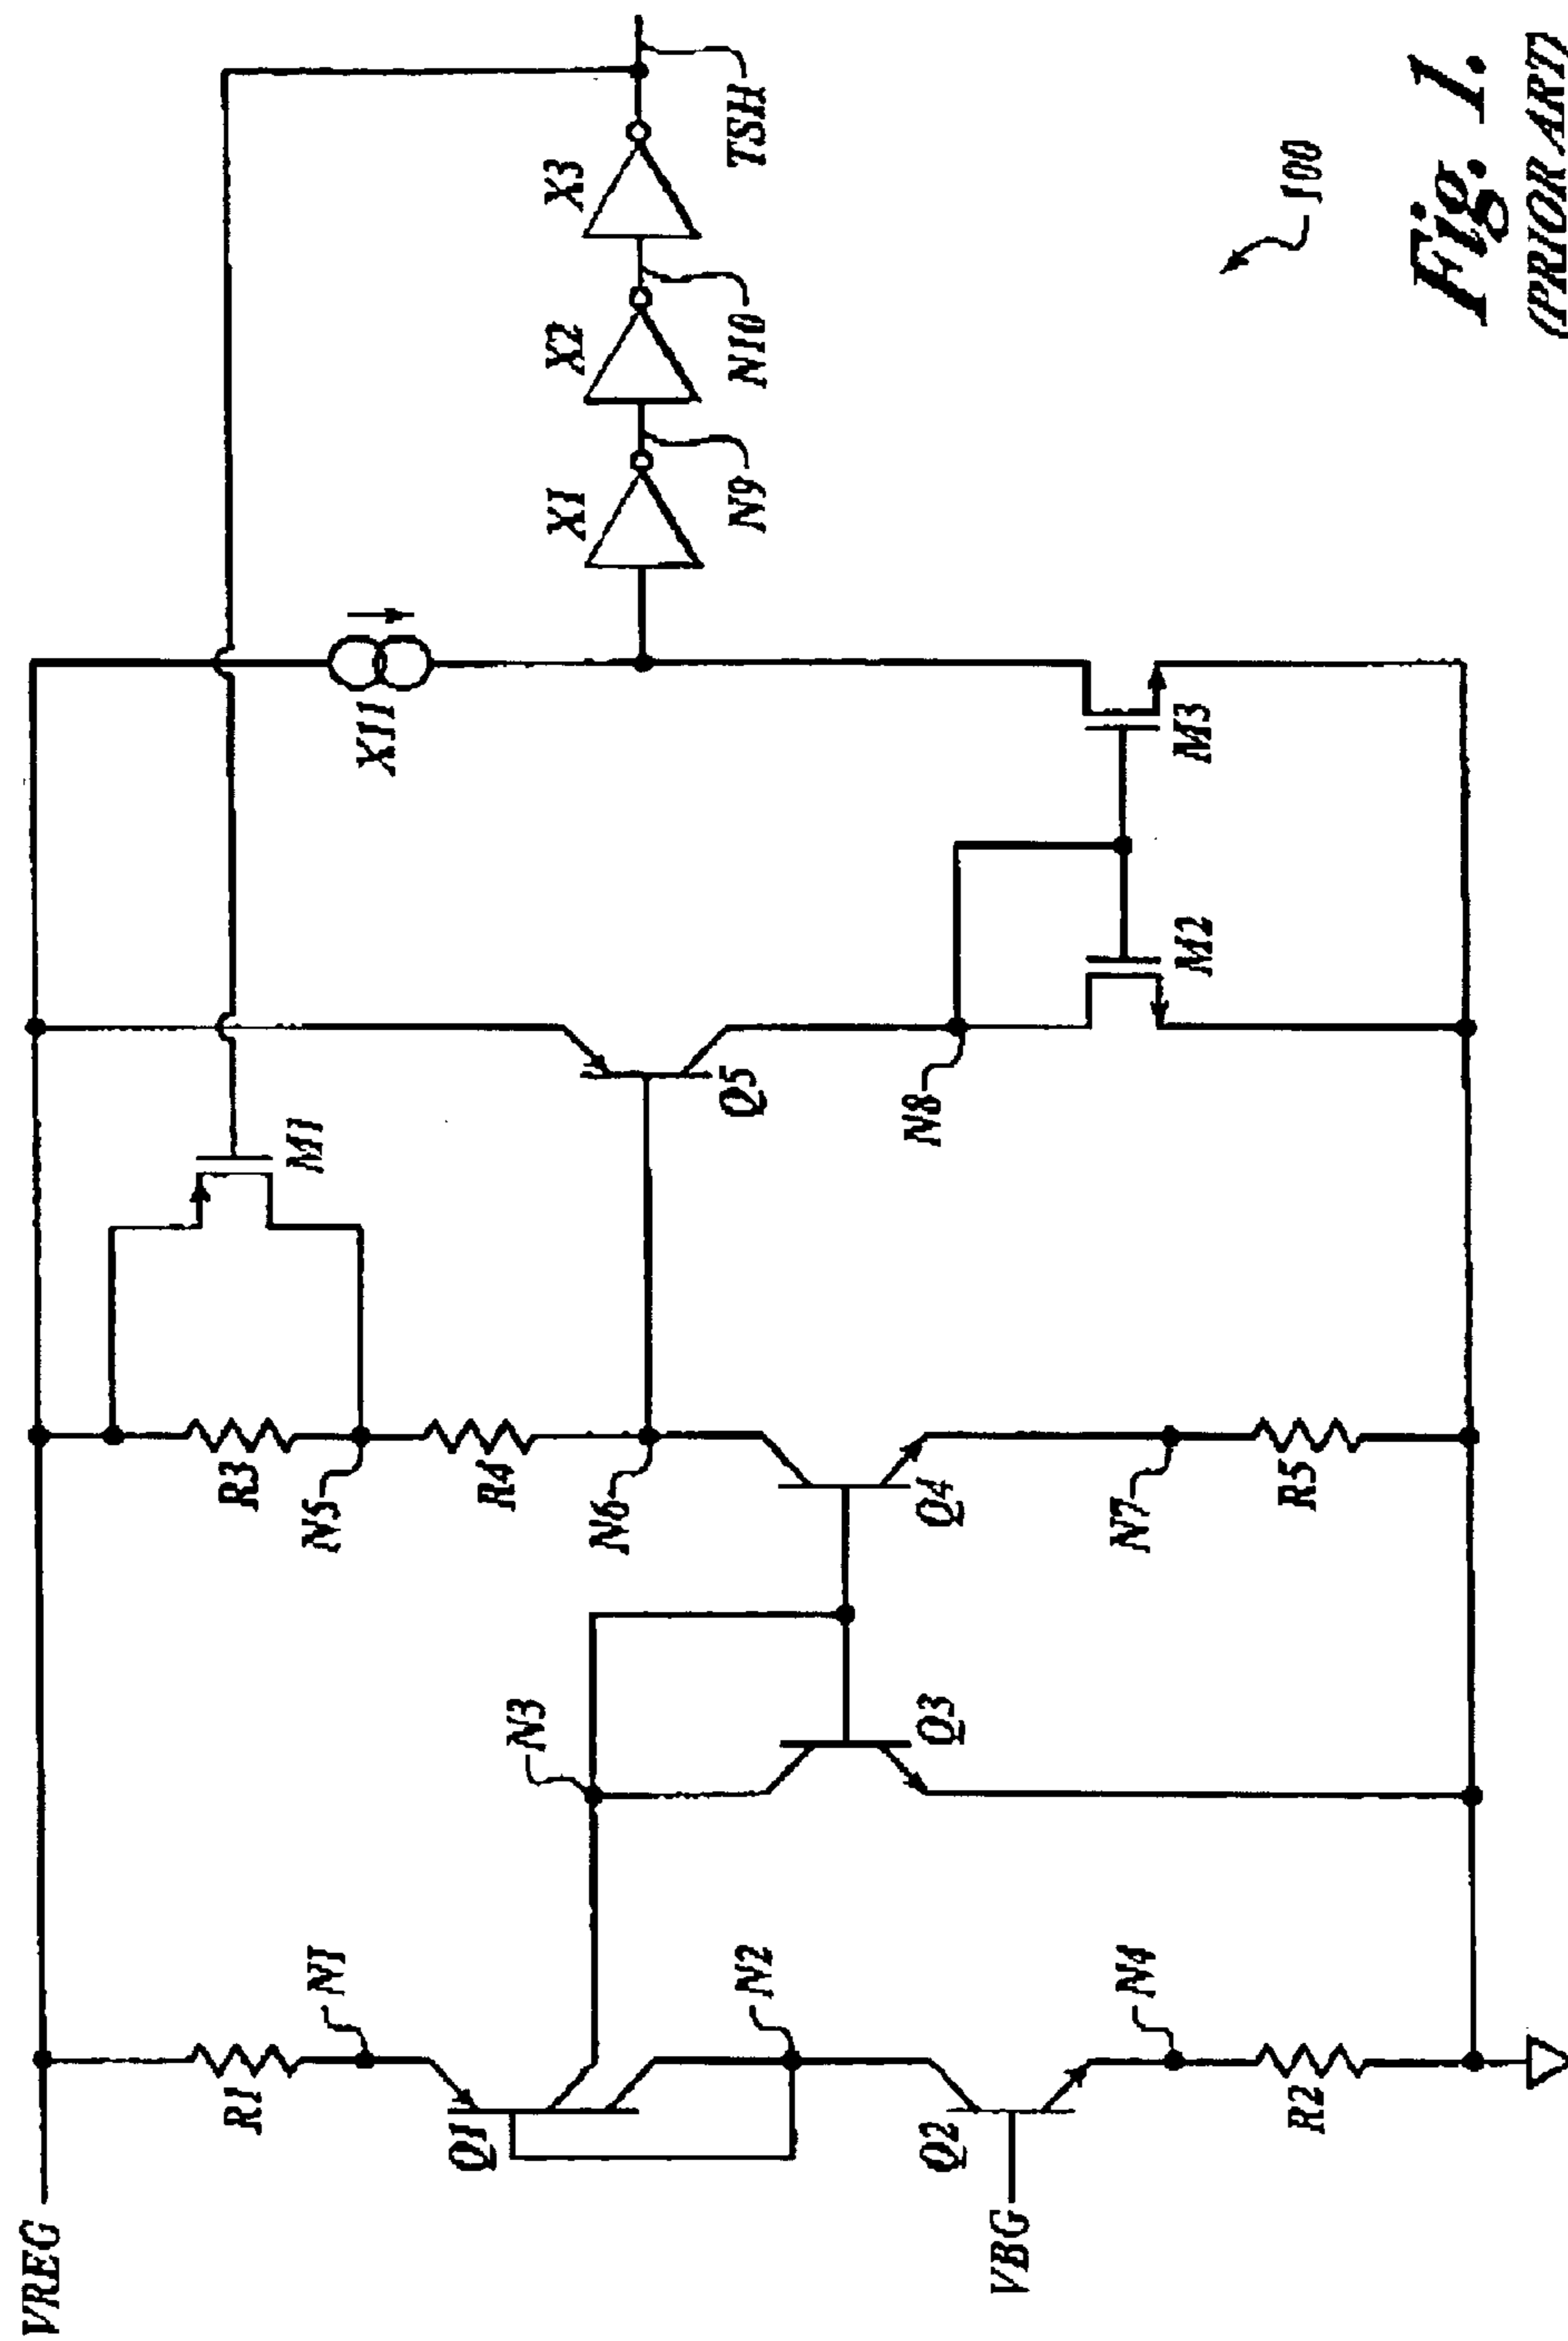 VREG
R1
N1
Q1
N2
VBG
Q2
N4
R2
N3
Q3
R3
N5
R4
N6
Q4
N7
R5
M1
Q5
N8
M2
M3
X11
X1
N9
X2
N10
X3
TSH
100
Fig. 1.
(PRIOR ART)